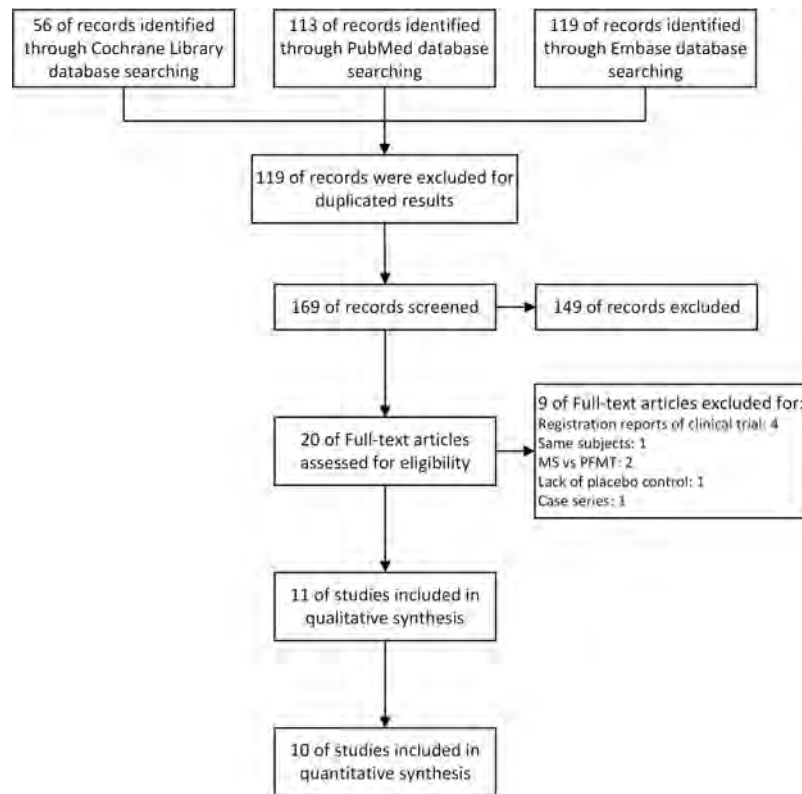 56 of records identified
through Cochrane Library
database searching
113 of records identified
through PubMed database
searching
119 of records identified
through Embase database
searching
119 of records were excluded for
duplicated results
169 of records screened
149 of records excluded
20 of Full-text articles
assessed for eligibility
9 of Full-text articles excluded for:
Registration reports of clinical trial: 4
Same subjects: 1
MS vs PFMT: 2
Lack of placebo control: 1
Case series: 1
11 of studies included in
qualitative synthesis
10 of studies included in
quantitative synthesis